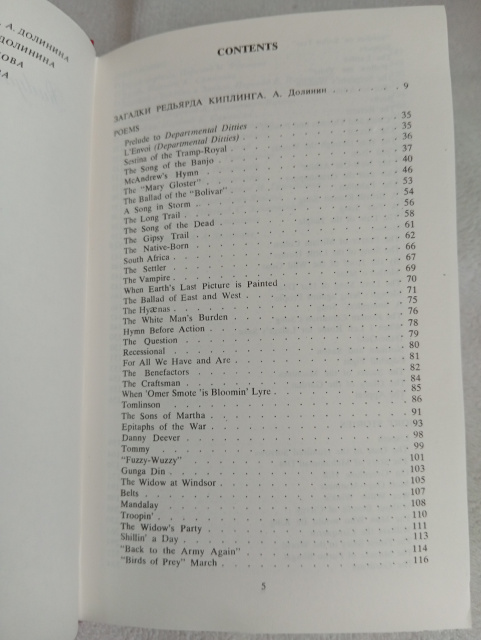 А. ДОЛИНИНА
ДОЛИНИНА
ОВА
ВА
CONTENTS
ЗАГАДКИ РЕДЬЯРДА КИПЛИНГА. А. Долинин . . . . . . 9
POEMS
Prelude to Departmental Ditties . . . . . . 35
L'Envoi (Departmental Ditties) . . . . . . 35
Sestina of the Tramp-Royal . . . . . . 36
The Song of the Banjo . . . . . . 37
McAndrew's Hymn . . . . . . 40
The "Mary Gloster" . . . . . . 46
The Ballad of the "Bolivar" . . . . . . 53
A Song in Storm . . . . . . 54
The Long Trail . . . . . . 56
The Song of the Dead . . . . . . 58
The Gipsy Trail . . . . . . 61
The Native-Born . . . . . . 62
South Africa . . . . . . 66
The Settler . . . . . . 67
The Vampire . . . . . . 69
When Earth's Last Picture is Painted . . . . . . 70
The Ballad of East and West . . . . . . 71
The Hyænas . . . . . . 75
The White Man's Burden . . . . . . 76
Hymn Before Action . . . . . . 78
The Question . . . . . . 79
Recessional . . . . . . 80
For All We Have and Are . . . . . . 81
The Benefactors . . . . . . 82
The Craftsman . . . . . . 84
When 'Omer Smote 'is Bloomin' Lyre . . . . . . 85
Tomlinson . . . . . . 86
The Sons of Martha . . . . . . 91
Epitaphs of the War . . . . . . 93
Danny Deever . . . . . . 98
Tommy . . . . . . 99
"Fuzzy-Wuzzy" . . . . . . 101
Gunga Din . . . . . . 103
The Widow at Windsor . . . . . . 105
Belts . . . . . . 107
Mandalay . . . . . . 108
Troopin' . . . . . . 110
The Widow's Party . . . . . . 111
Shillin' a Day . . . . . . 113
"Back to the Army Again" . . . . . . 114
"Birds of Prey" March . . . . . . 116
5